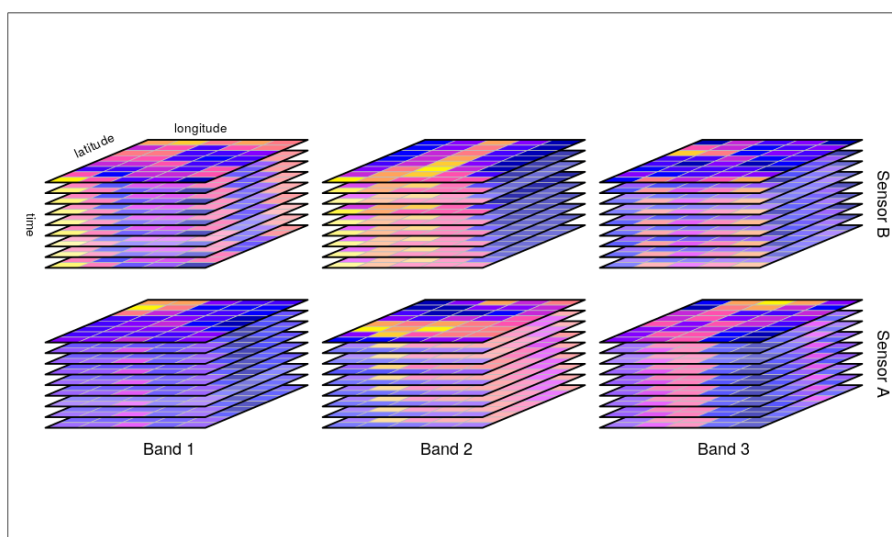 longitude
latitude
time
Sensor B
Sensor A
Band 1
Band 2
Band 3